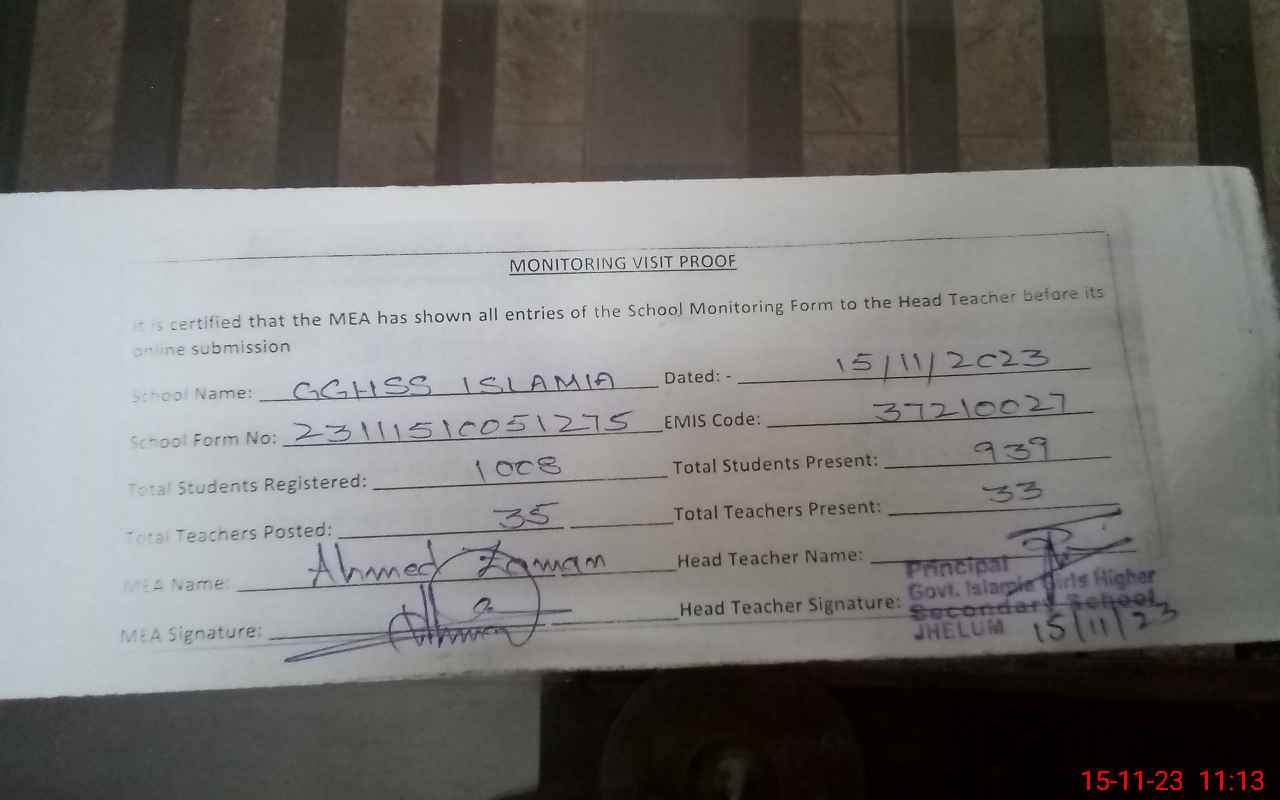 MONITORING VISIT PROOF
It is certified that the MEA has shown all entries of the School Monitoring Form to the Head Teacher before its
online submission
School Name: GGHSS ISLAMIA Dated: - 15/11/2023
School Form No: 23111510051275 EMIS Code: 37210027
Total Students Registered: 1008 Total Students Present: 939
Total Teachers Posted: 35 Total Teachers Present: 33
MEA Name: Ahmed Zaman Head Teacher Name:
MEA Signature: Head Teacher Signature:
Principal
Govt. Islamia Girls Higher
Secondary School
JHELUM 15/11/23
15-11-23 11:13